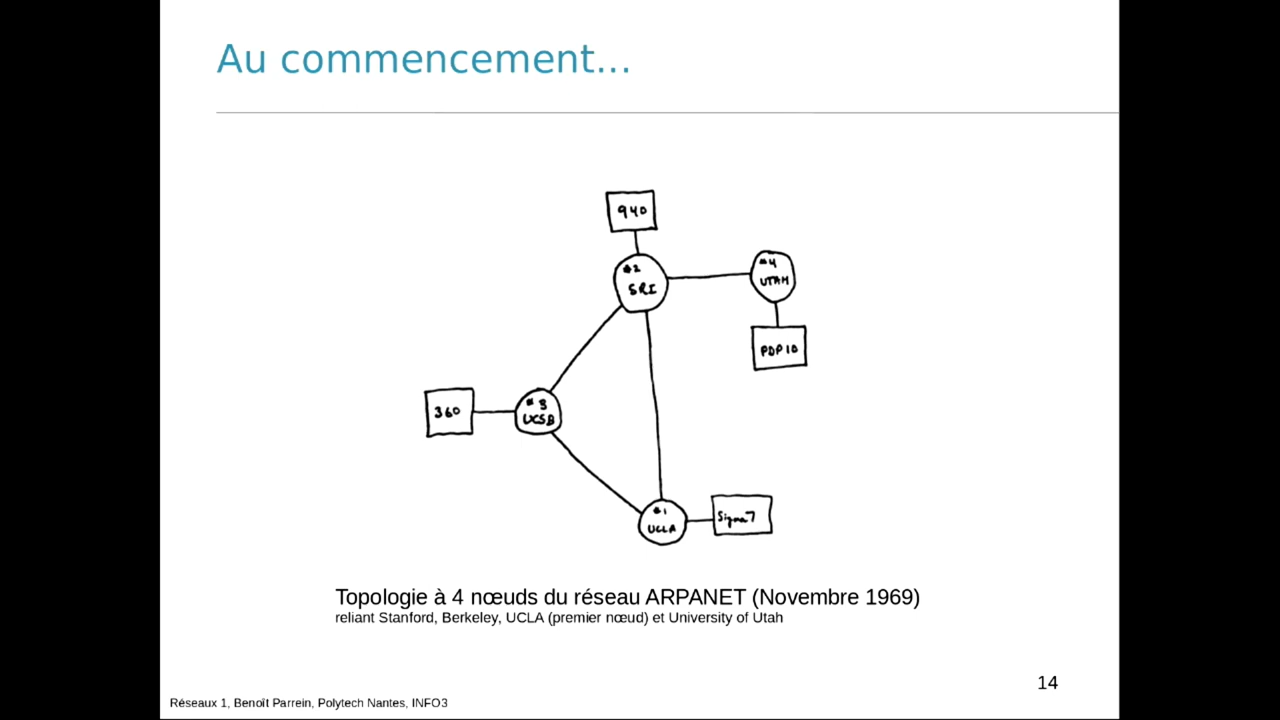 Au commencement...
940
#2
SRI
#4
UTAH
PDP10
360
#3
UCSB
#1
UCLA
Sigma7
Topologie à 4 nœuds du réseau ARPANET (Novembre 1969)
reliant Stanford, Berkeley, UCLA (premier nœud) et University of Utah
14
Réseaux 1, Benoît Parrein, Polytech Nantes, INFO3